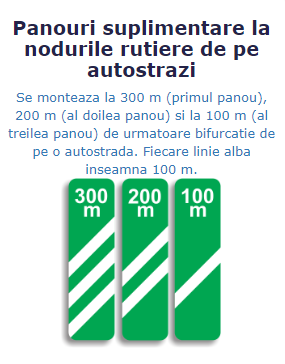 Panouri suplimentare la
nodurile rutiere de pe
autostrazi
Se monteaza la 300 m (primul panou),
200 m (al doilea panou) si la 100 m (al
treilea panou) de urmatoare bifurcatie de
pe o autostrada. Fiecare linie alba
inseamna 100 m.
300 200 100
m m m